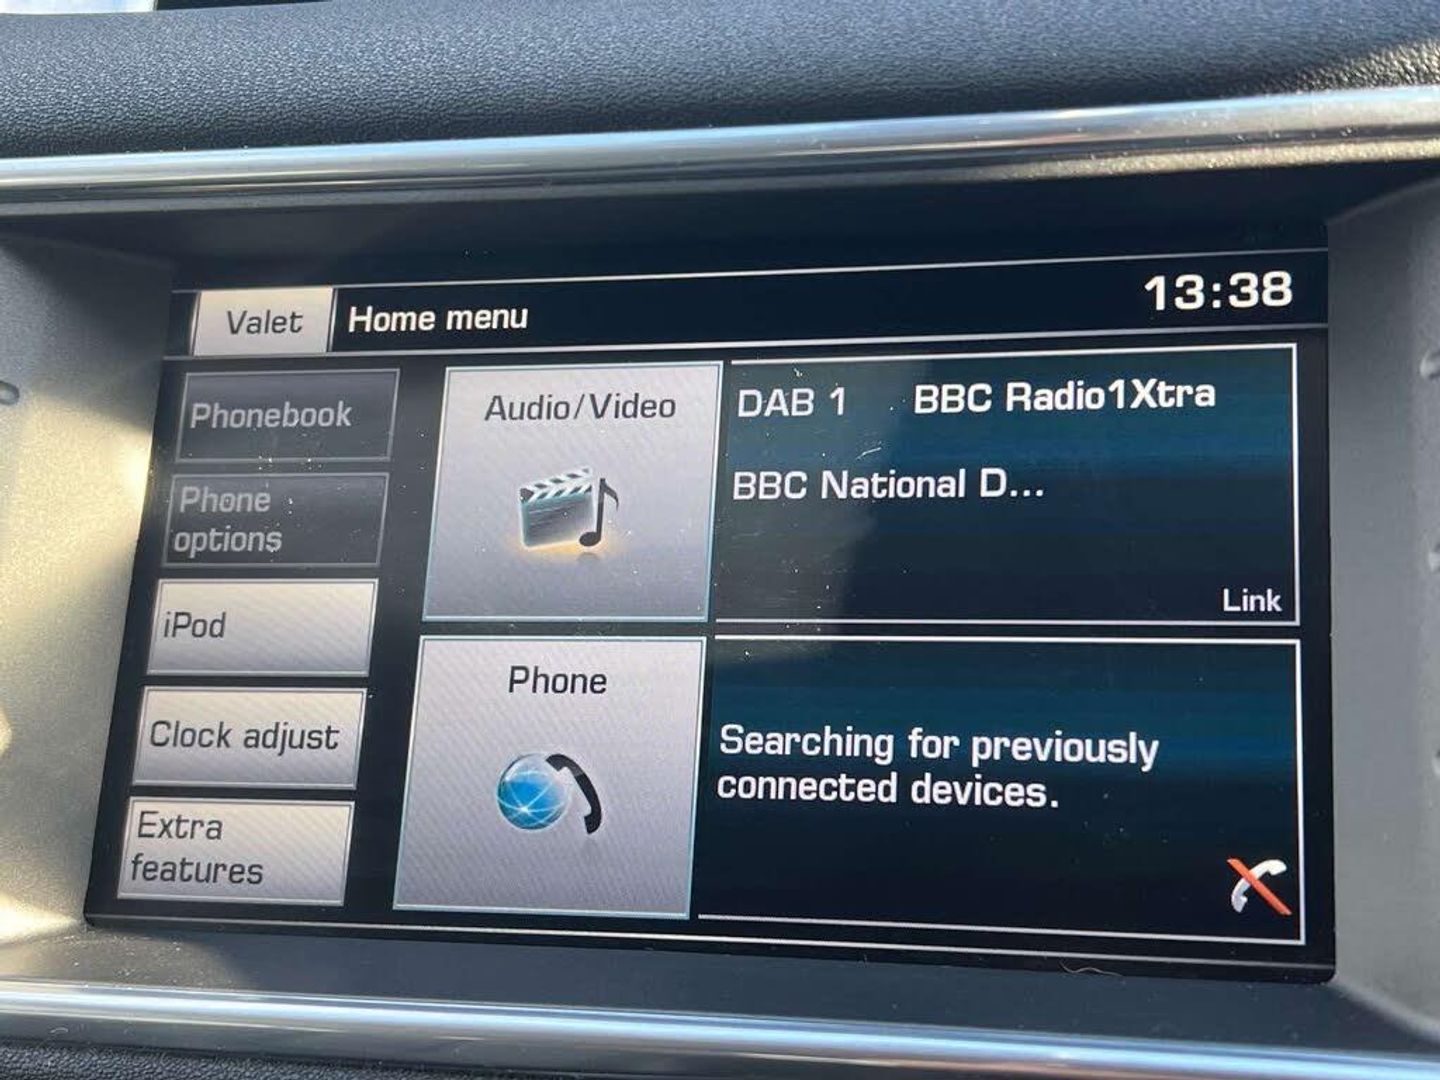 Valet
Home menu
13:38
Phonebook
Phone
options
iPod
Clock adjust
Extra
features
Audio/Video
DAB 1
BBC Radio1Xtra
BBC National D...
Link
Phone
Searching for previously
connected devices.